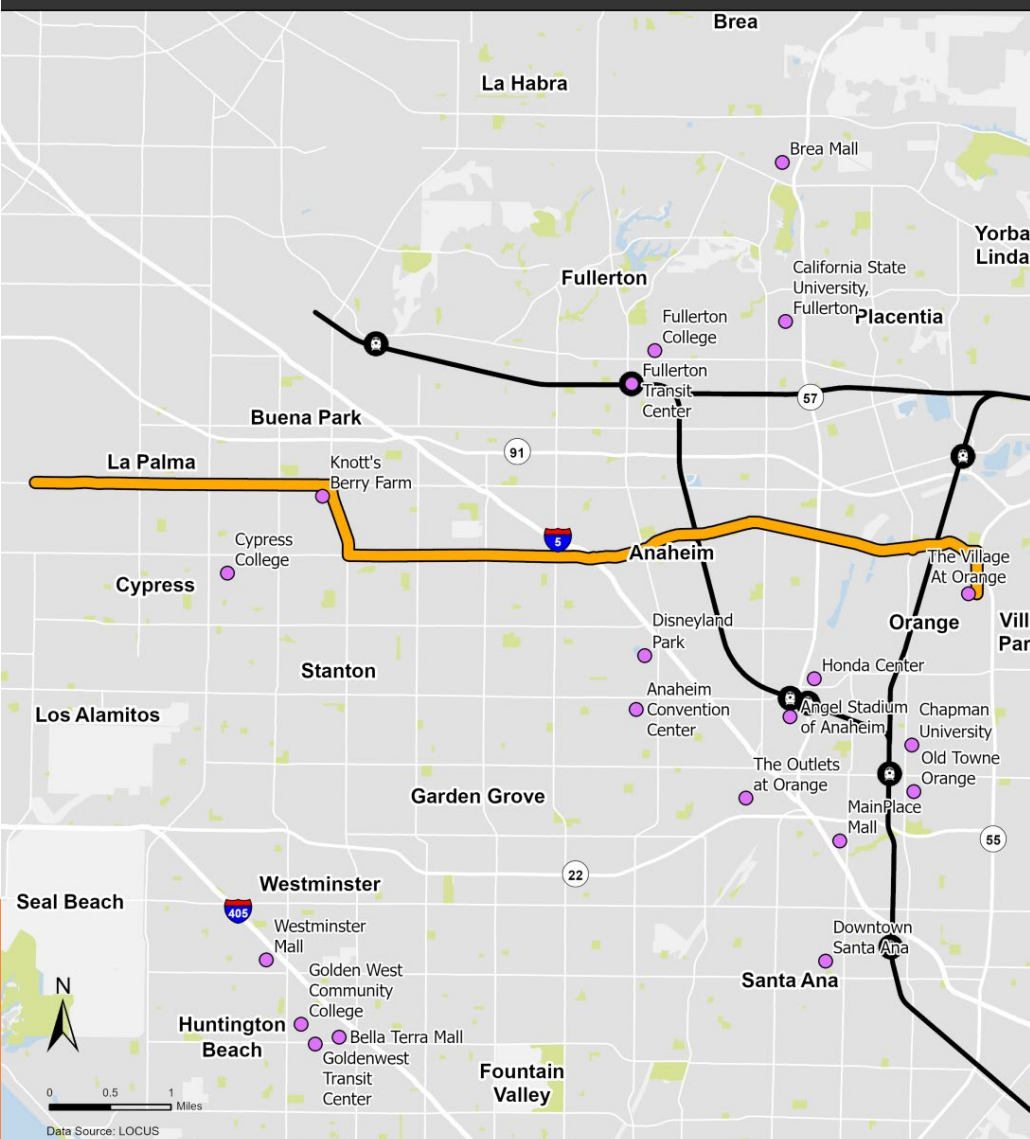 Brea
La Habra
Brea Mall
Yorba
Linda
California State
University,
Fullerton
Fullerton
Placentia
Fullerton
College
Fullerton
Transit
Center
57
Buena Park
91
La Palma
Knott's
Berry Farm
5
Cypress
College
Anaheim
The Village
At Orange
Cypress
Orange
Vill
Par
Disneyland
Park
Stanton
Honda Center
Los Alamitos
Anaheim
Convention
Center
Angel Stadium
of Anaheim
Chapman
University
Old Towne
Orange
The Outlets
at Orange
Garden Grove
MainPlace
Mall
55
22
Westminster
Seal Beach
405
Westminster
Mall
Downtown
Santa Ana
Golden West
Community
College
Santa Ana
N
Huntington
Beach
Bella Terra Mall
Goldenwest
Transit
Center
Fountain
Valley
0 0.5 1
Miles
Data Source: LOCUS